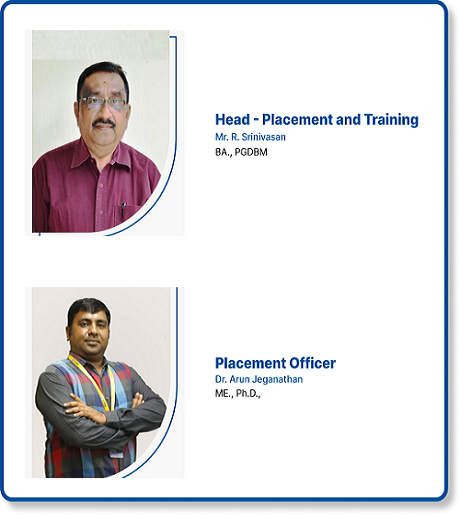 Head - Placement and Training
Mr. R. Srinivasan
BA., PGDBM
Placement Officer
Dr. Arun Jeganathan
ME., Ph.D.,